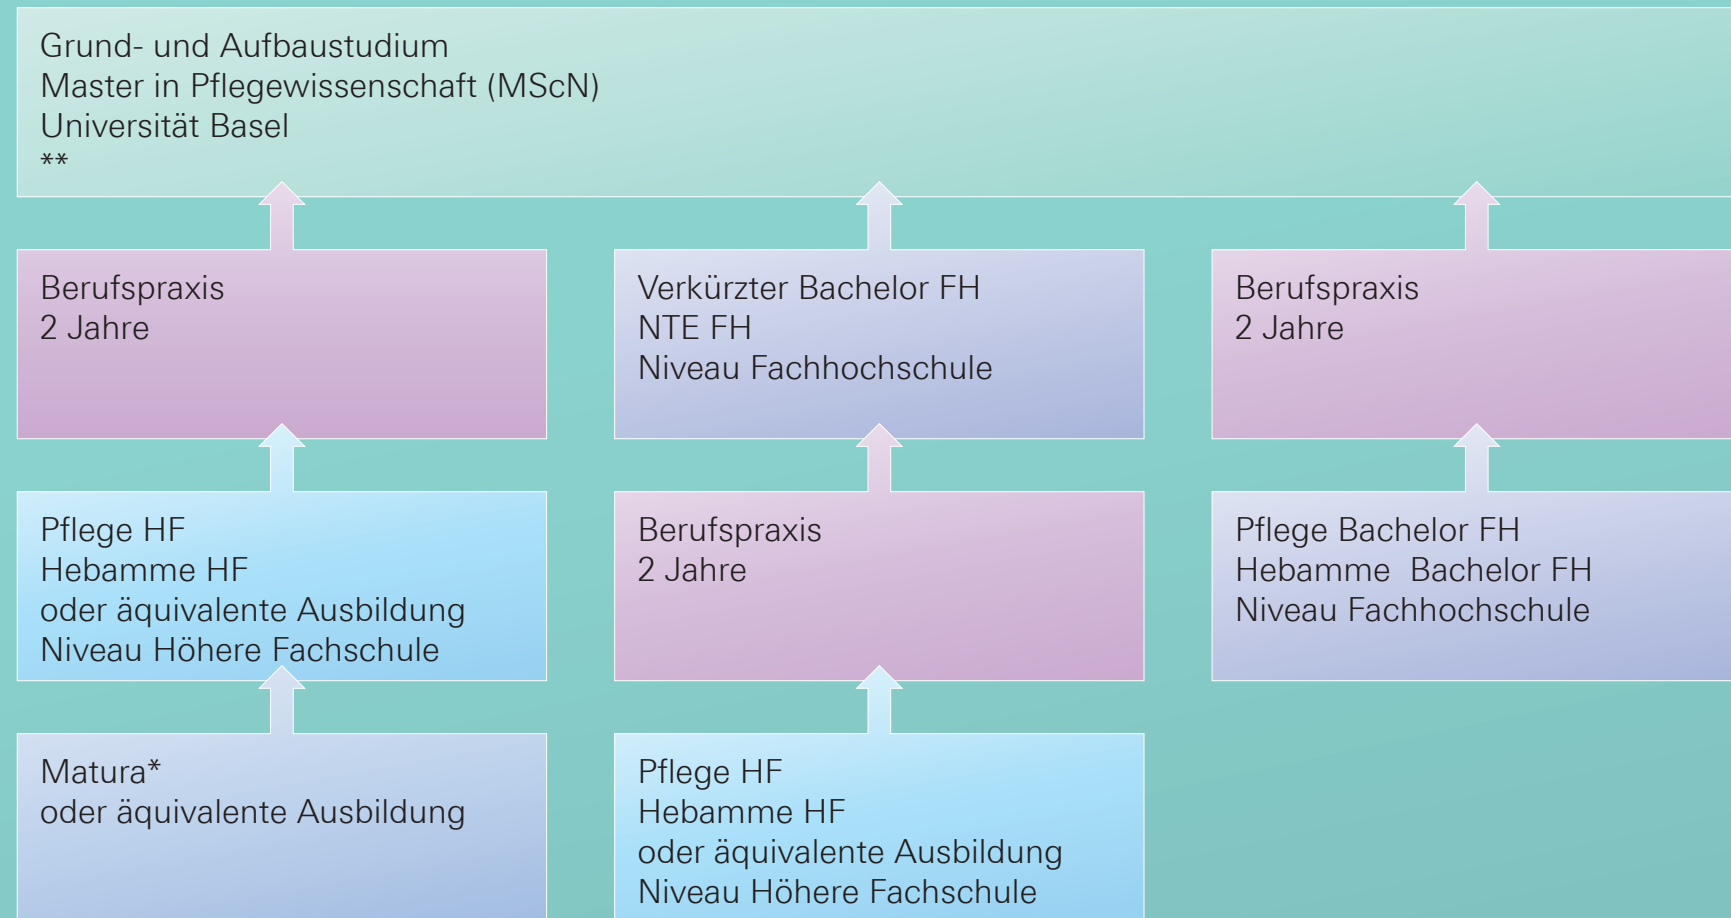 Grund- und Aufbaustudium
Master in Pflegewissenschaft (MScN)
Universität Basel
**
Berufspraxis
2 Jahre
Verkürzter Bachelor FH
NTE FH
Niveau Fachhochschule
Berufspraxis
2 Jahre
Pflege HF
Hebamme HF
oder äquivalente Ausbildung
Niveau Höhere Fachschule
Berufspraxis
2 Jahre
Pflege Bachelor FH
Hebamme  Bachelor FH
Niveau Fachhochschule
Matura*
oder äquivalente Ausbildung
Pflege HF
Hebamme HF
oder äquivalente Ausbildung
Niveau Höhere Fachschule